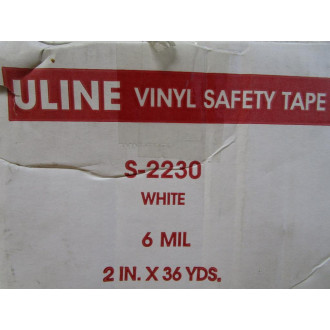 ULINE VINYL SAFETY TAPE
S-2230
WHITE
6 MIL
2 IN. X 36 YDS.